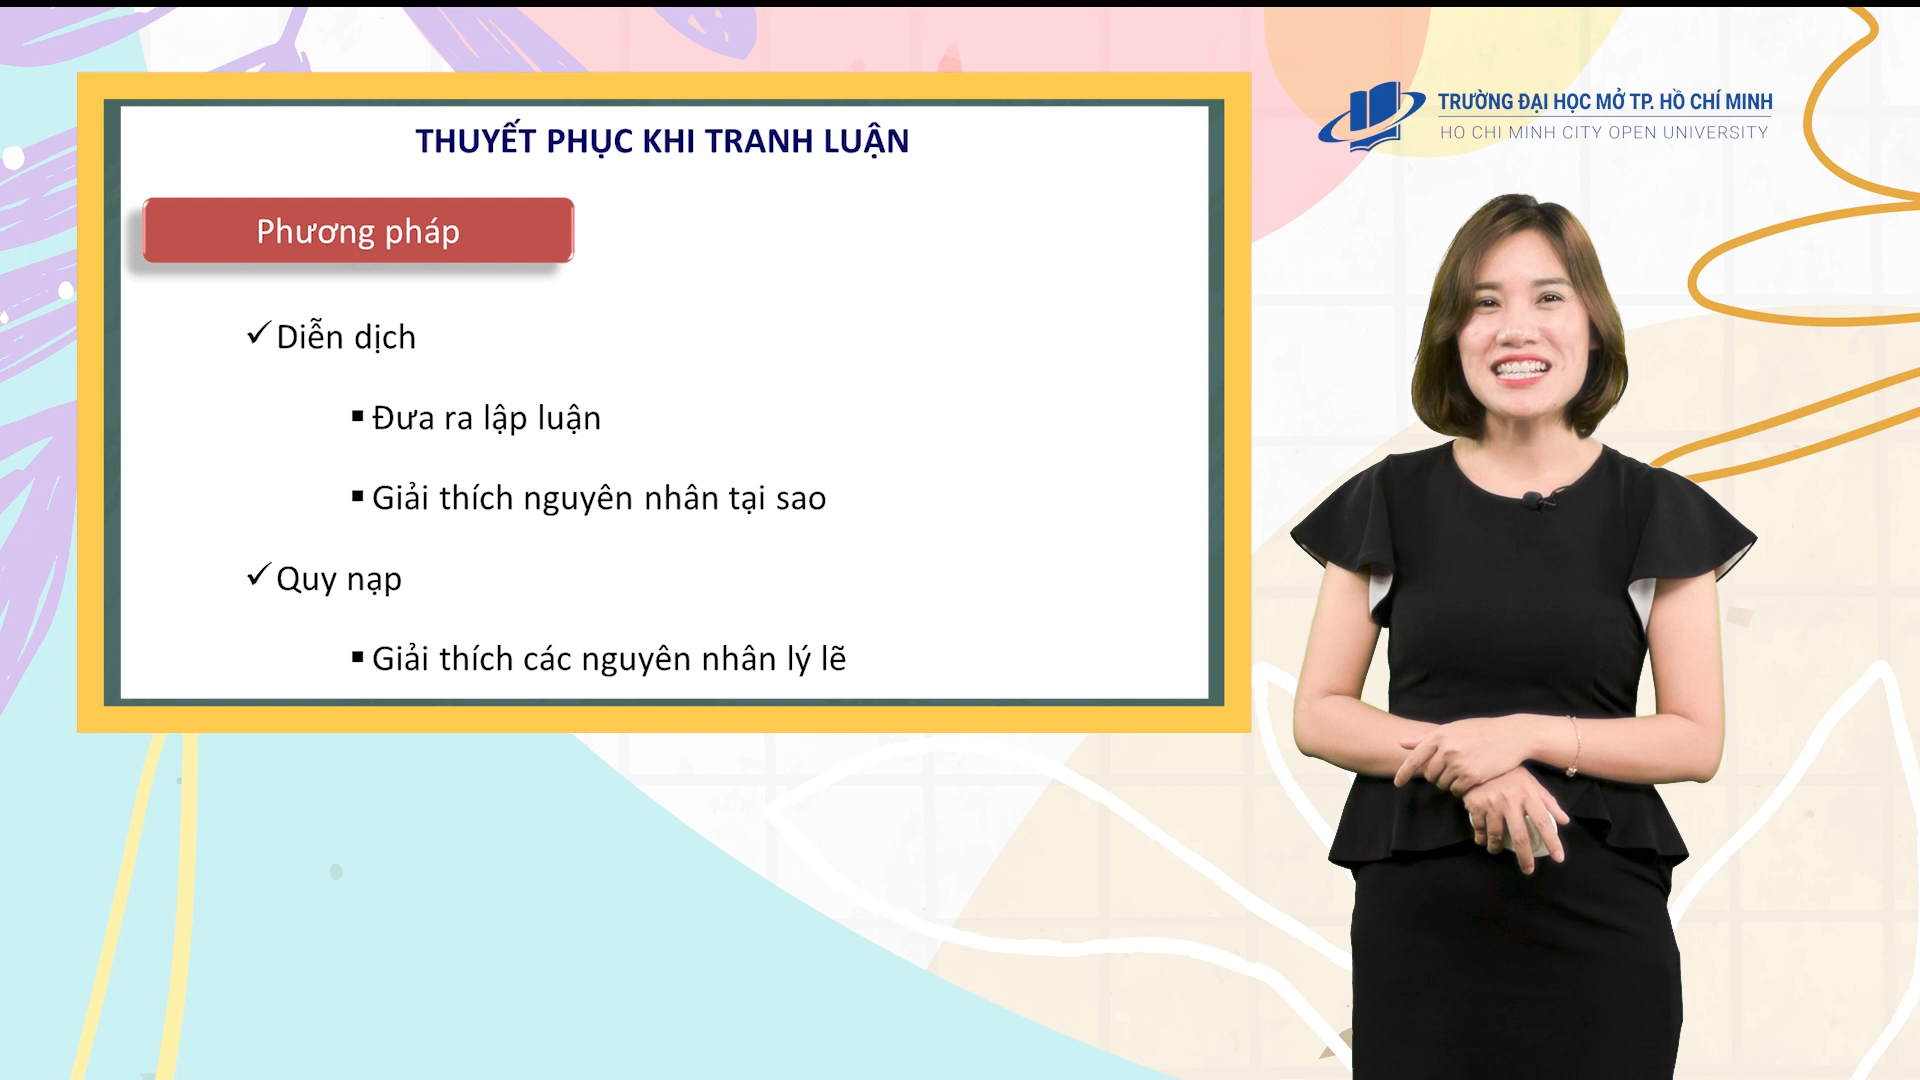 THUYẾT PHỤC KHI TRANH LUẬN
Phương pháp
✓Diễn dịch
▪Đưa ra lập luận
▪Giải thích nguyên nhân tại sao
✓Quy nạp
▪Giải thích các nguyên nhân lý lẽ
TRƯỜNG ĐẠI HỌC MỞ TP. HỒ CHÍ MINH
HO CHI MINH CITY OPEN UNIVERSITY